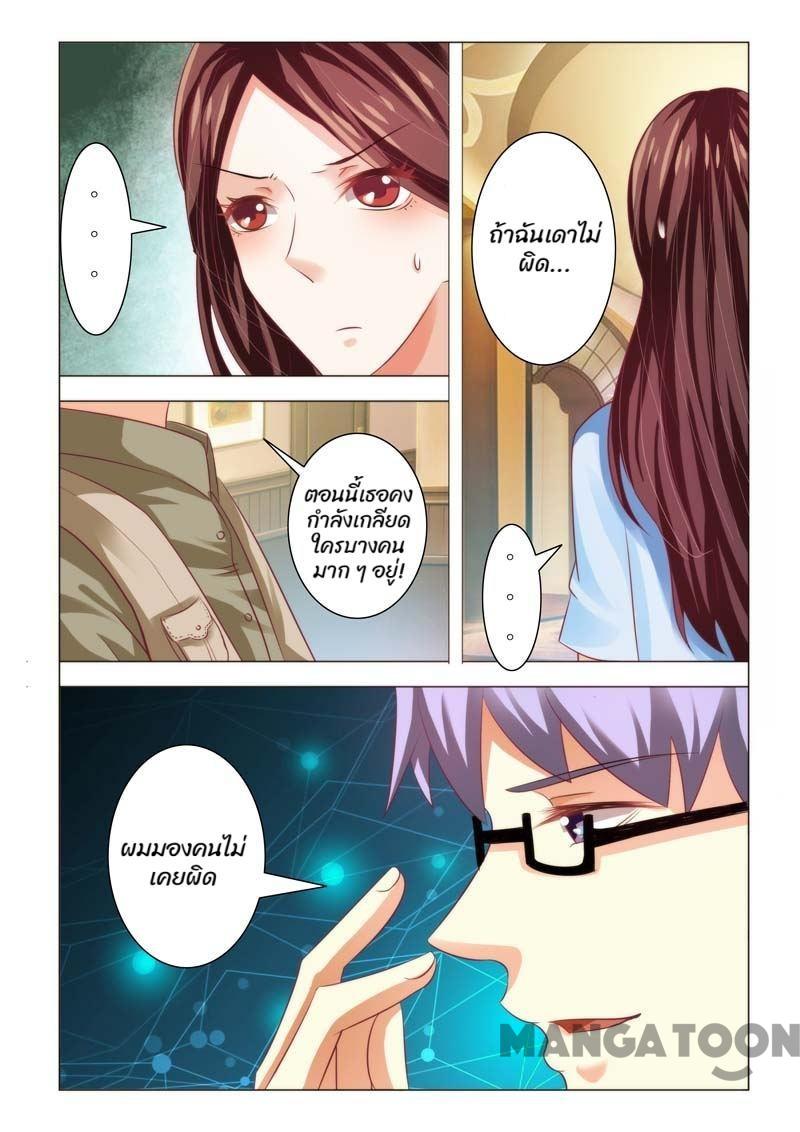 。
。
。
ถ้าฉันเดาไม่
ผิด...
ตอนนี้เธอคง
กำลังเกลียด
ใครบางคน
มาก ๆ อยู่!
。
。
。
ผมมองคนไม่
เคยผิด
MANGATOON